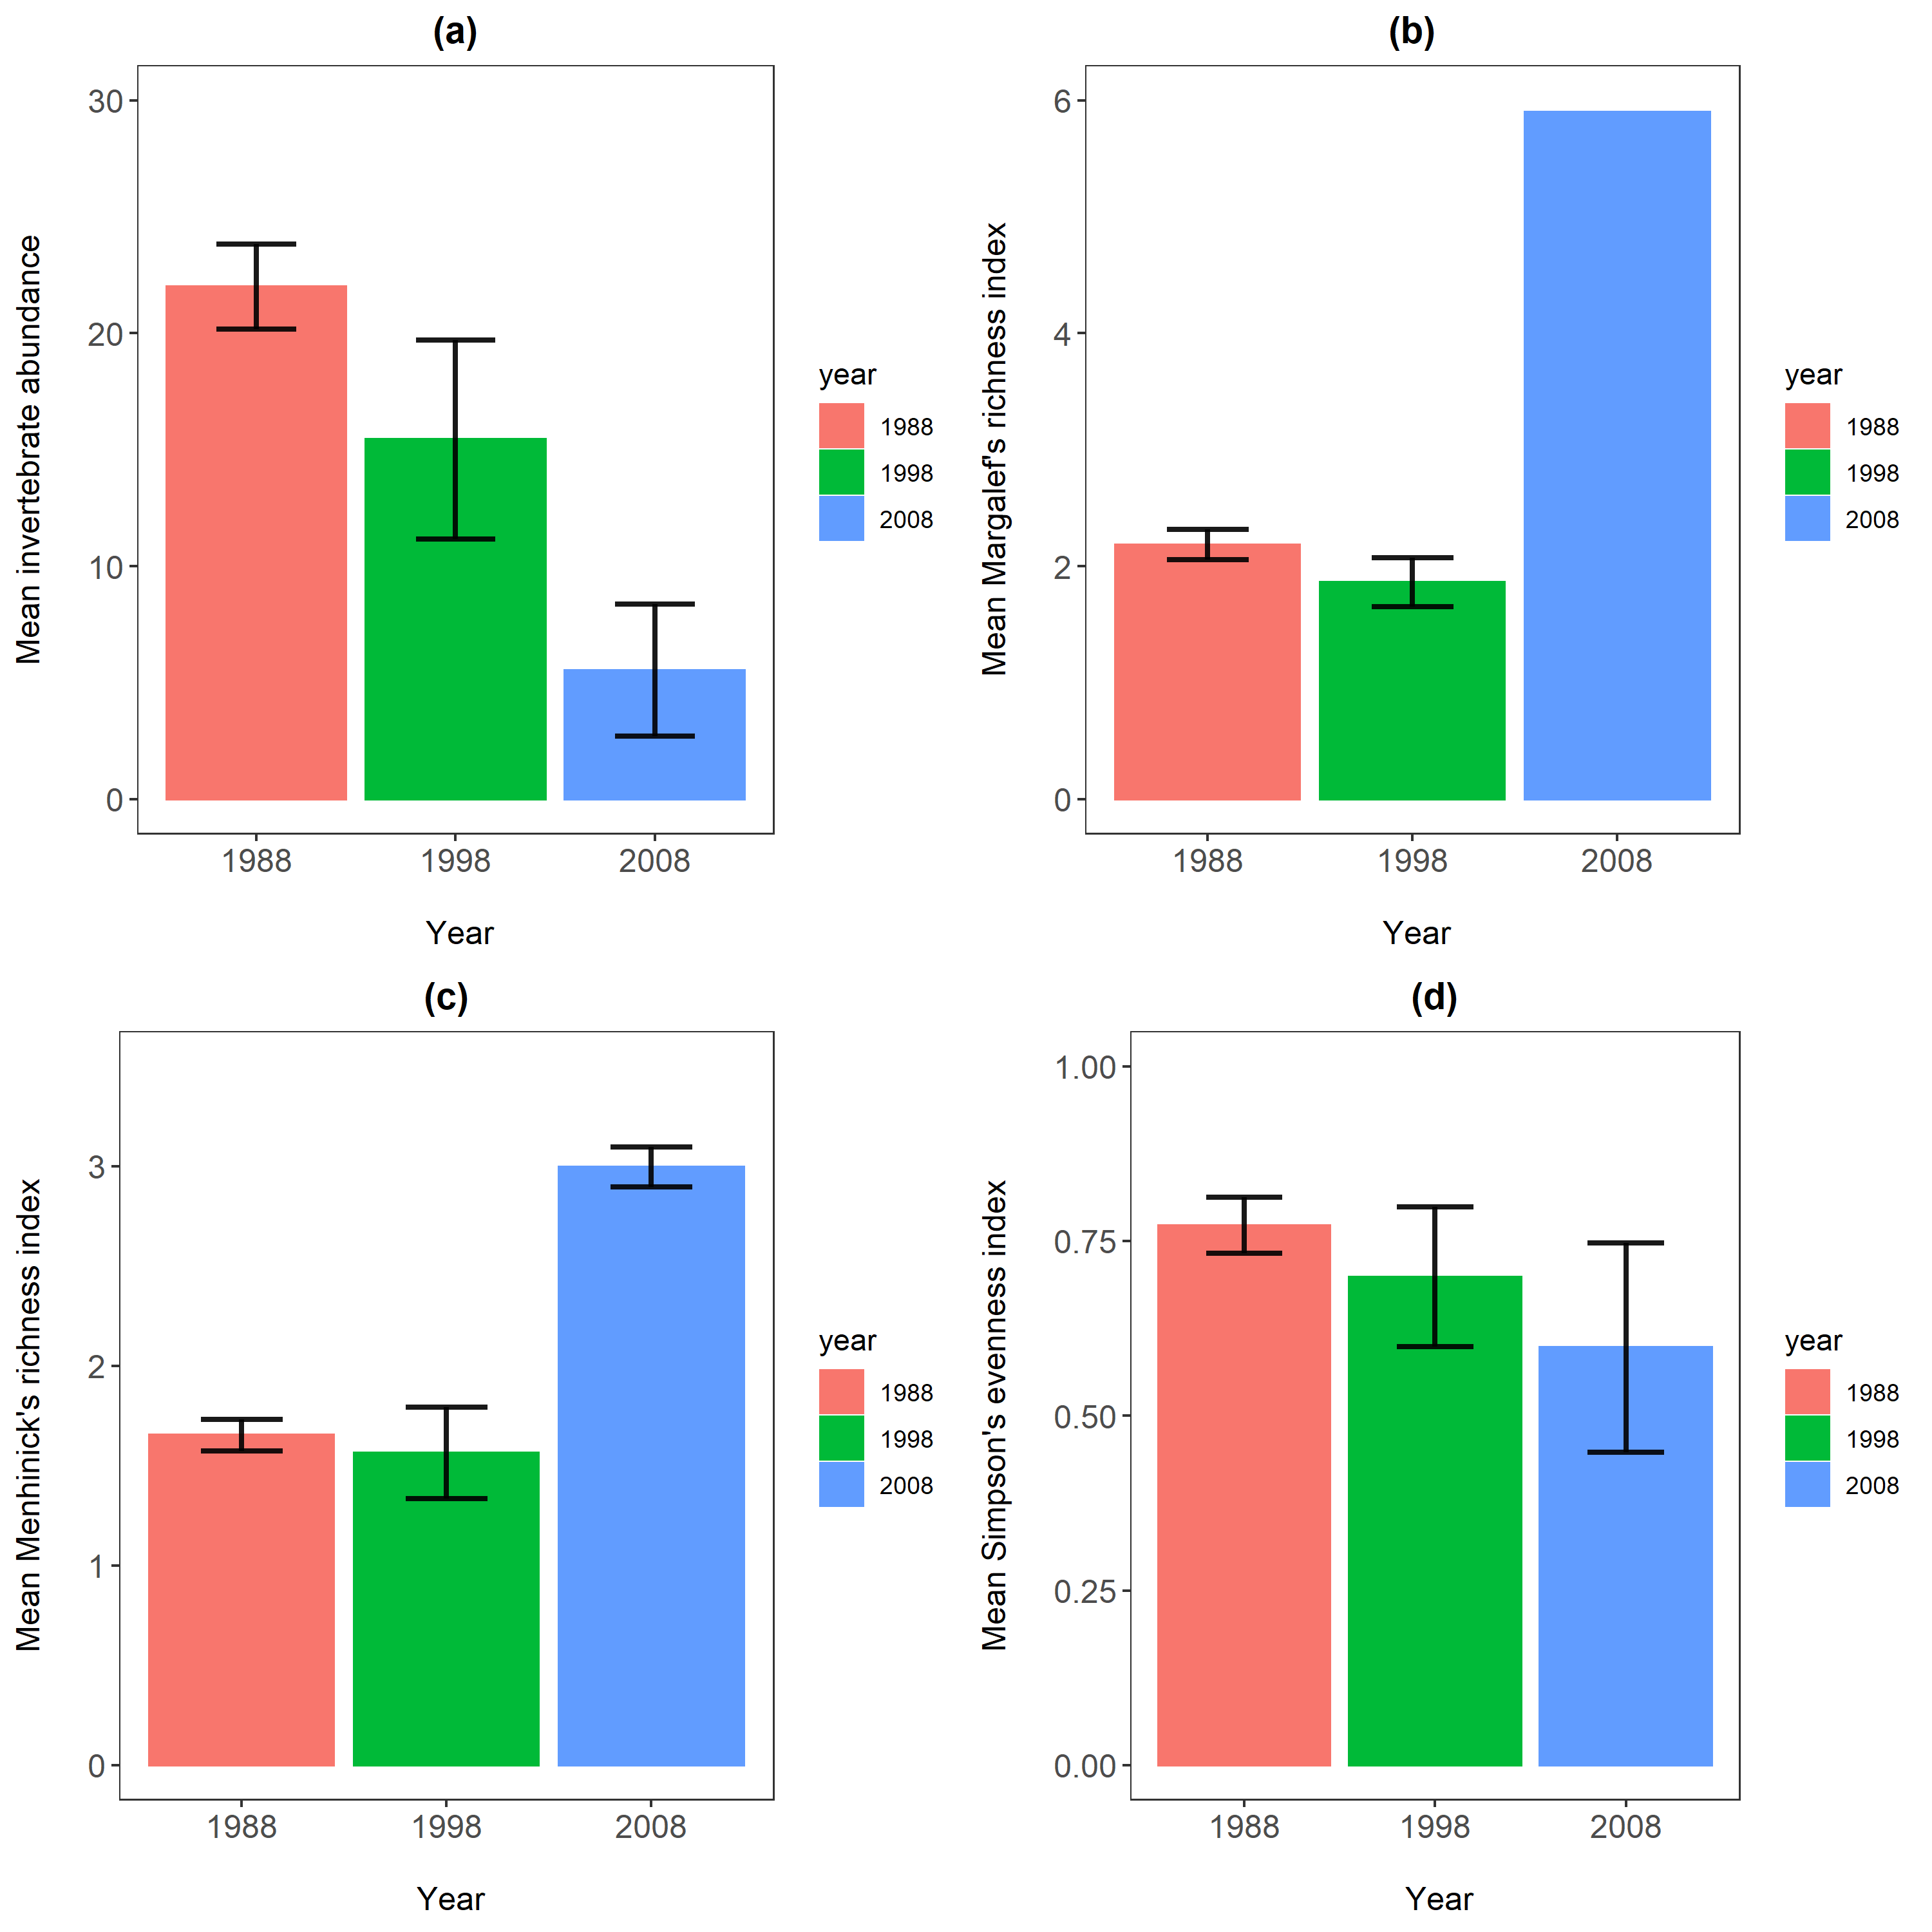 (a)
30
20
10
0
Mean invertebrate abundance
1988 1998 2008
Year
year
1988
1998
2008
(b)
6
4
2
0
Mean Margalef's richness index
1988 1998 2008
Year
year
1988
1998
2008
(c)
3
2
1
0
Mean Menhinick's richness index
1988 1998 2008
Year
year
1988
1998
2008
(d)
1.00
0.75
0.50
0.25
0.00
Mean Simpson's evenness index
1988 1998 2008
Year
year
1988
1998
2008